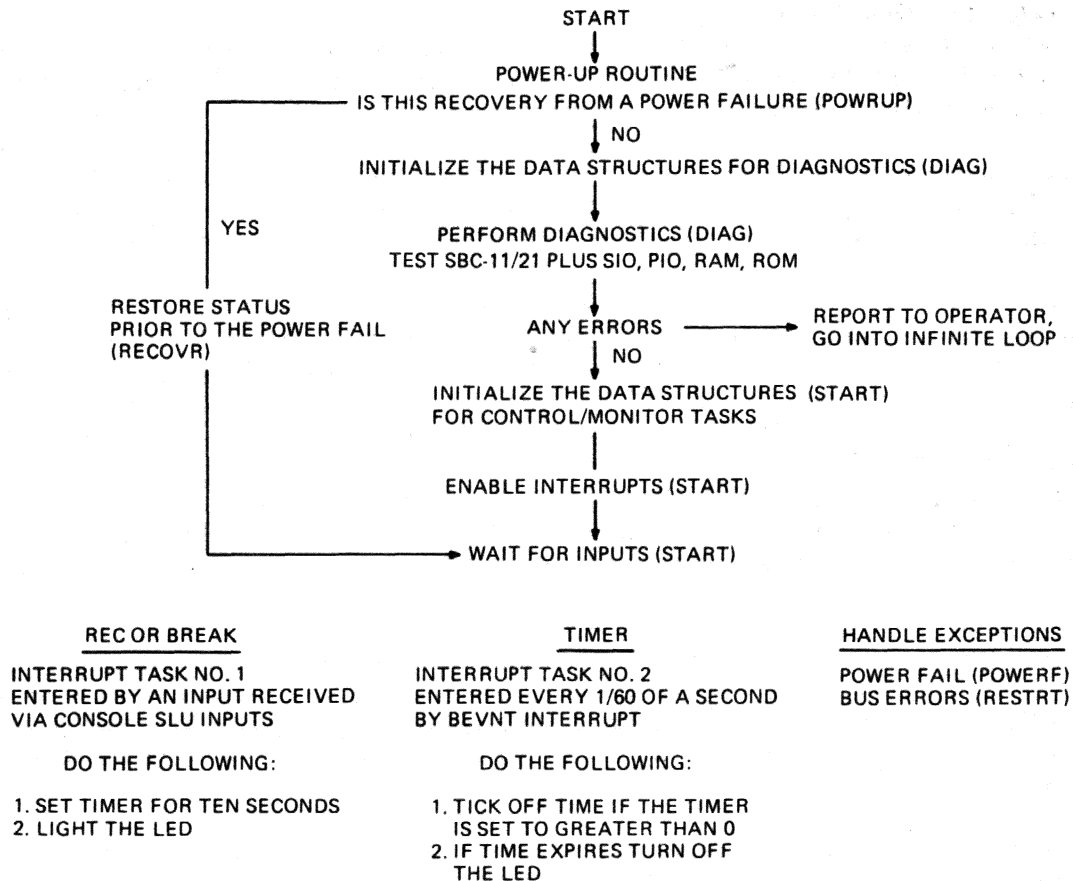 START
POWER-UP ROUTINE
IS THIS RECOVERY FROM A POWER FAILURE (POWRUP)
NO
INITIALIZE THE DATA STRUCTURES FOR DIAGNOSTICS (DIAG)
YES
PERFORM DIAGNOSTICS (DIAG)
TEST SBC-11/21 PLUS SIO, PIO, RAM, ROM
RESTORE STATUS
PRIOR TO THE POWER FAIL
(RECOVR)
ANY ERRORS
REPORT TO OPERATOR,
GO INTO INFINITE LOOP
NO
INITIALIZE THE DATA STRUCTURES (START)
FOR CONTROL/MONITOR TASKS
ENABLE INTERRUPTS (START)
WAIT FOR INPUTS (START)
REC OR BREAK
INTERRUPT TASK NO. 1
ENTERED BY AN INPUT RECEIVED
VIA CONSOLE SLU INPUTS
DO THE FOLLOWING:
1. SET TIMER FOR TEN SECONDS
2. LIGHT THE LED
TIMER
INTERRUPT TASK NO. 2
ENTERED EVERY 1/60 OF A SECOND
BY BEVNT INTERRUPT
DO THE FOLLOWING:
1. TICK OFF TIME IF THE TIMER
IS SET TO GREATER THAN 0
2. IF TIME EXPIRES TURN OFF
THE LED
HANDLE EXCEPTIONS
POWER FAIL (POWERF)
BUS ERRORS (RESTRT)